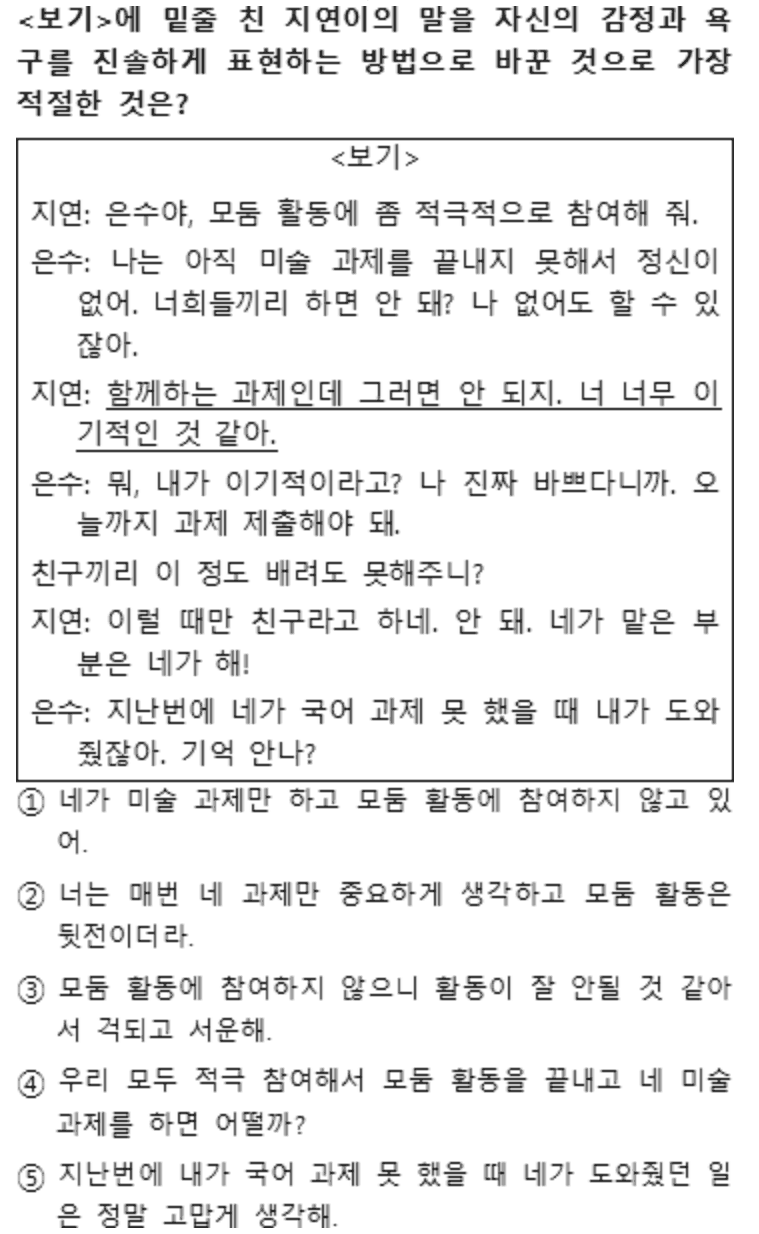 <보기>에 밑줄 친 지연이의 말을 자신의 감정과 욕
구를 진솔하게 표현하는 방법으로 바꾼 것으로 가장
적절한 것은?
<보기>
지연: 은수야, 모둠 활동에 좀 적극적으로 참여해 줘.
은수: 나는 아직 미술 과제를 끝내지 못해서 정신이
없어. 너희들끼리 하면 안 돼? 나 없어도 할 수 있
잖아.
지연: 함께하는 과제인데 그러면 안 되지. 너 너무 이
기적인 것 같아.
은수: 뭐, 내가 이기적이라고? 나 진짜 바쁘다니까. 오
늘까지 과제 제출해야 돼.
친구끼리 이 정도 배려도 못해주니?
지연: 이럴 때만 친구라고 하네. 안 돼. 네가 맡은 부
분은 네가 해!
은수: 지난번에 네가 국어 과제 못 했을 때 내가 도와
줬잖아. 기억 안나?
① 네가 미술 과제만 하고 모둠 활동에 참여하지 않고 있
어.
② 너는 매번 네 과제만 중요하게 생각하고 모둠 활동은
뒷전이더라.
③ 모둠 활동에 참여하지 않으니 활동이 잘 안될 것 같아
서 걱되고 서운해.
④ 우리 모두 적극 참여해서 모둠 활동을 끝내고 네 미술
과제를 하면 어떨까?
⑤ 지난번에 내가 국어 과제 못 했을 때 네가 도와줬던 일
은 정말 고맙게 생각해.